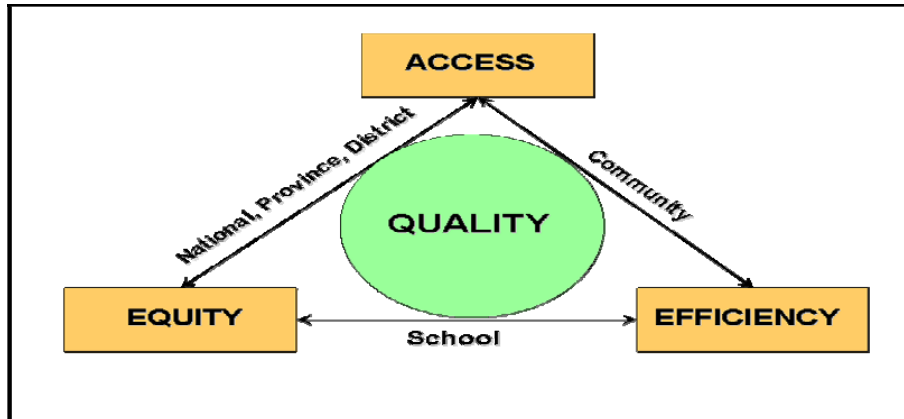 ACCESS
National, Province, District
Community
QUALITY
EQUITY
EFFICIENCY
School